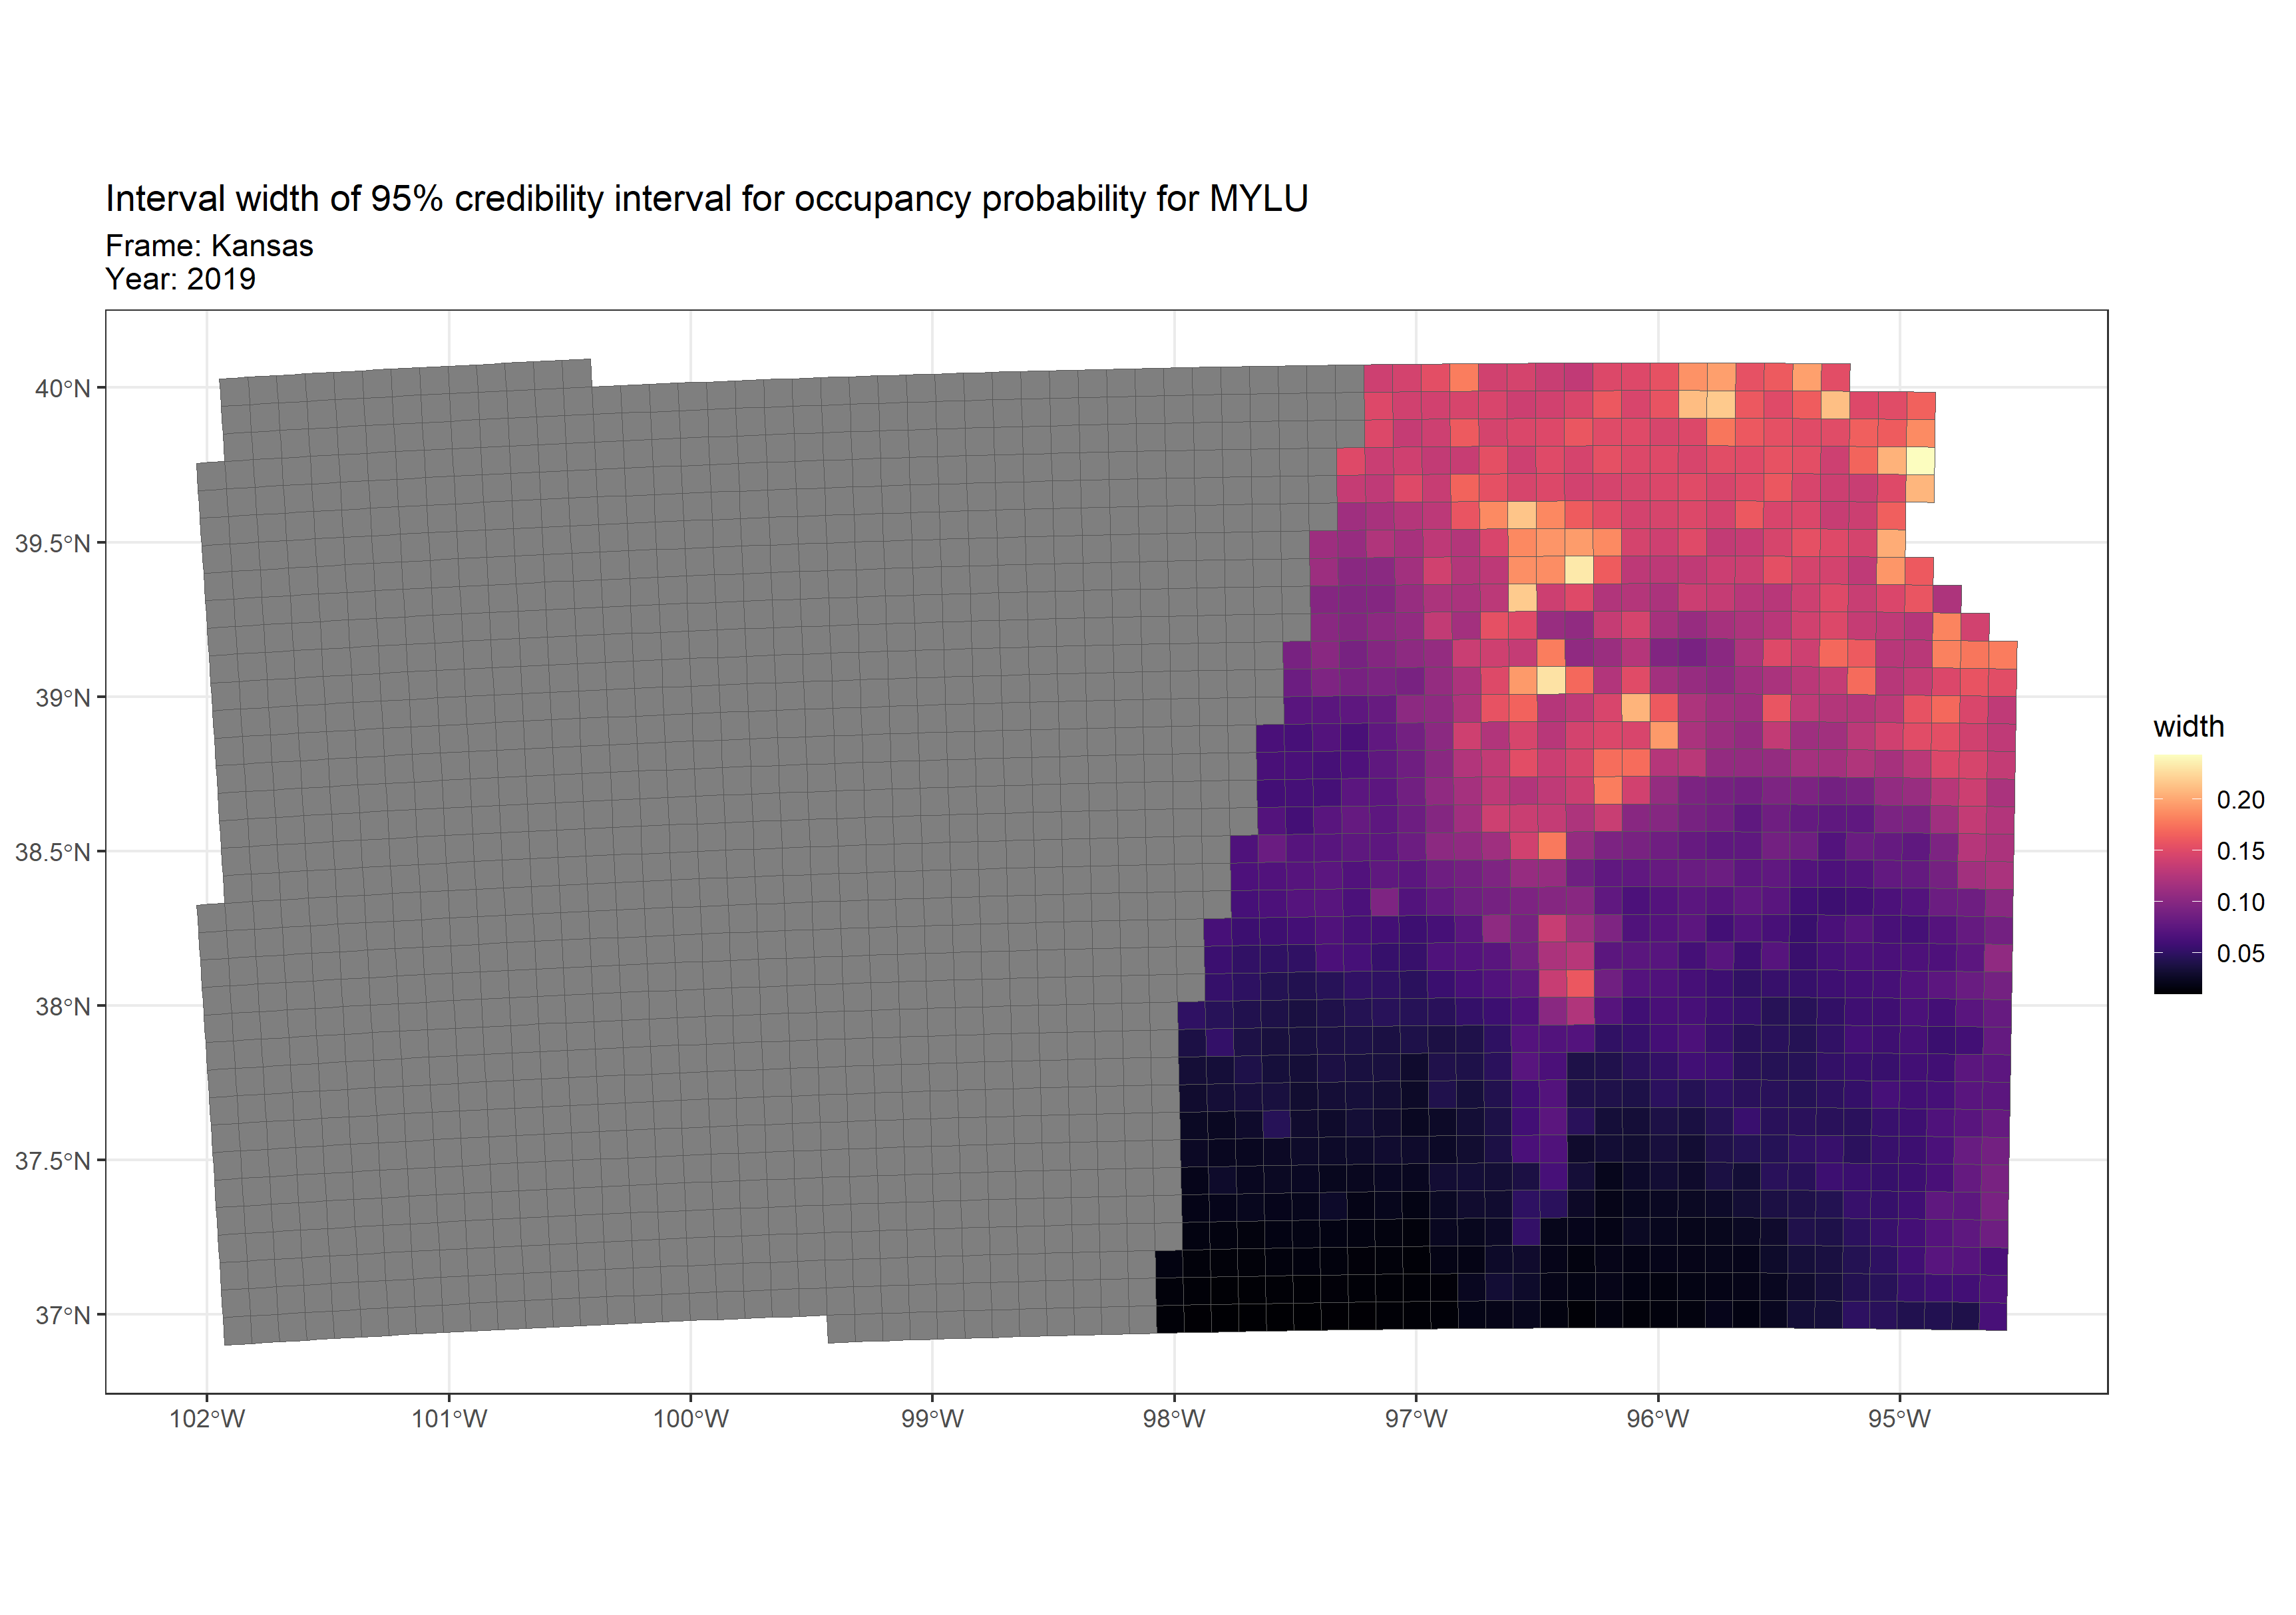 Interval width of 95% credibility interval for occupancy probability for MYLU
Frame: Kansas
Year: 2019
40°N
39.5°N
39°N
38.5°N
38°N
37.5°N
37°N
102°W 101°W 100°W 99°W 98°W 97°W 96°W 95°W
width
0.20
0.15
0.10
0.05